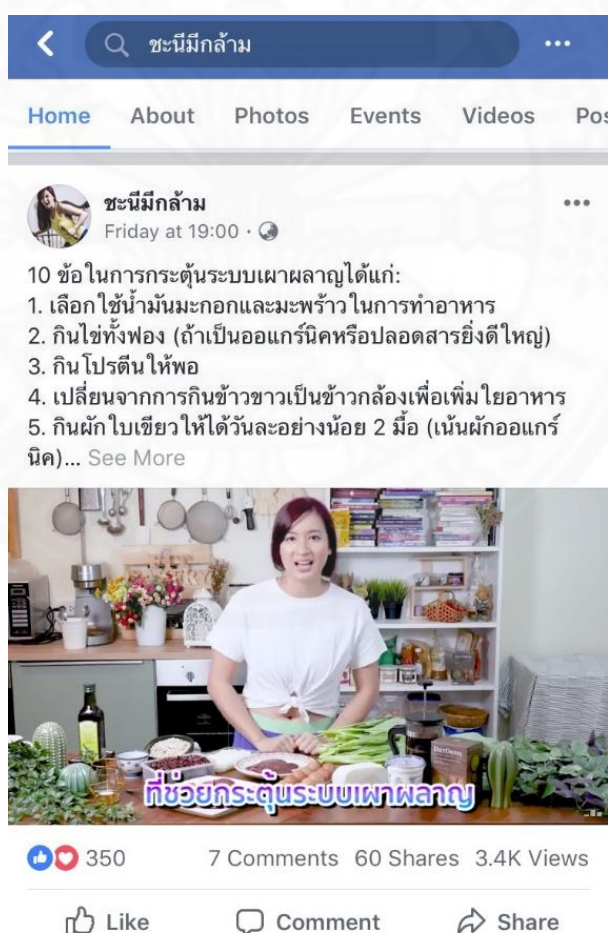 ชะนีมีกล้าม
Home About Photos Events Videos Pos
ชะนีมีกล้าม
Friday at 19:00
10 ข้อในการกระตุ้นระบบเผาผลาญได้แก่:
1. เลือกใช้น้ำมันมะกอกและมะพร้าวในการทำอาหาร
2. กินไข่ทั้งฟอง (ถ้าเป็นออแกร์นิคหรือปลอดสารยิ่งดีใหญ่)
3. กินโปรตีนให้พอ
4. เปลี่ยนจากการกินข้าวขาวเป็นข้าวกล้องเพื่อเพิ่มใยอาหาร
5. กินผักใบเขียวให้ได้วันละอย่างน้อย 2 มื้อ (เน้นผักออแกร์
นิค)... See More
ที่ช่วยกระตุ้นระบบเผาผลาญ
350 7 Comments 60 Shares 3.4K Views
Like Comment Share